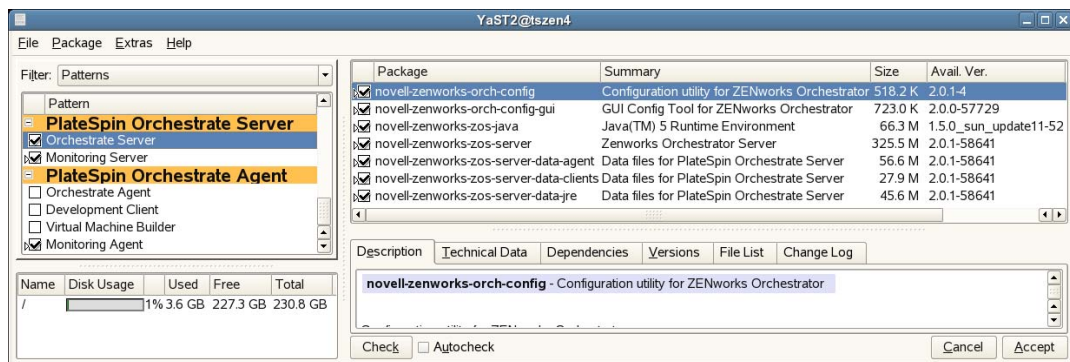 YaST2@tszen4
File Package Extras Help
Filter: Patterns
Pattern
PlateSpin Orchestrate Server
Orchestrate Server
Monitoring Server
PlateSpin Orchestrate Agent
Orchestrate Agent
Development Client
Virtual Machine Builder
Monitoring Agent
Name Disk Usage Used Free Total
/ 1% 3.6 GB 227.3 GB 230.8 GB
Package Summary Size Avail. Ver.
novell-zenworks-orch-config Configuration utility for ZENworks Orchestrator 518.2 K 2.0.1-4
novell-zenworks-orch-config-gui GUI Config Tool for ZENworks Orchestrator 723.0 K 2.0.0-57729
novell-zenworks-zos-java Java(TM) 5 Runtime Environment 66.3 M 1.5.0_sun_update11-52
novell-zenworks-zos-server Zenworks Orchestrator Server 325.5 M 2.0.1-58641
novell-zenworks-zos-server-data-agent Data files for PlateSpin Orchestrate Server 56.6 M 2.0.1-58641
novell-zenworks-zos-server-data-clients Data files for PlateSpin Orchestrate Server 27.9 M 2.0.1-58641
novell-zenworks-zos-server-data-jre Data files for PlateSpin Orchestrate Server 45.6 M 2.0.1-58641
Description Technical Data Dependencies Versions File List Change Log
novell-zenworks-orch-config - Configuration utility for ZENworks Orchestrator
Check Autocheck Cancel Accept